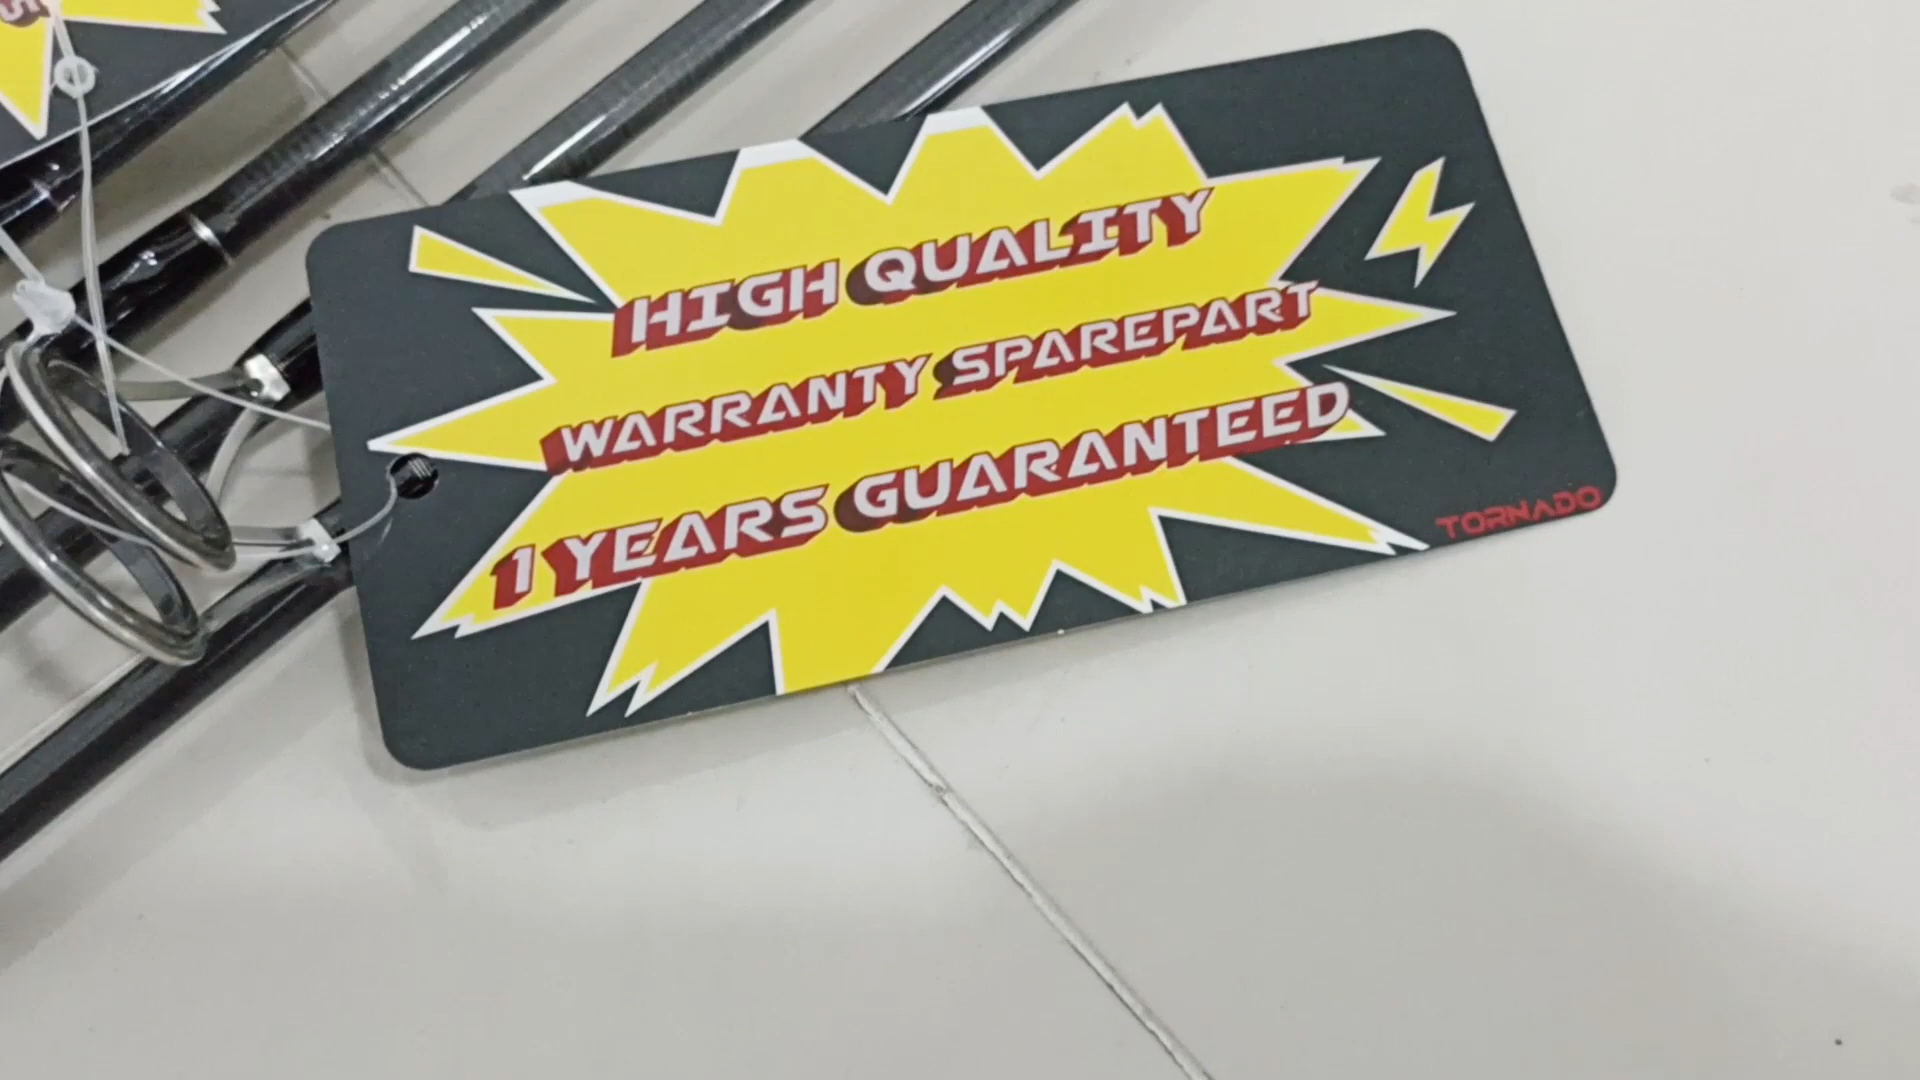 HIGH QUALITY
WARRANTY SPAREPART
1 YEARS GUARANTEED
TORNADO